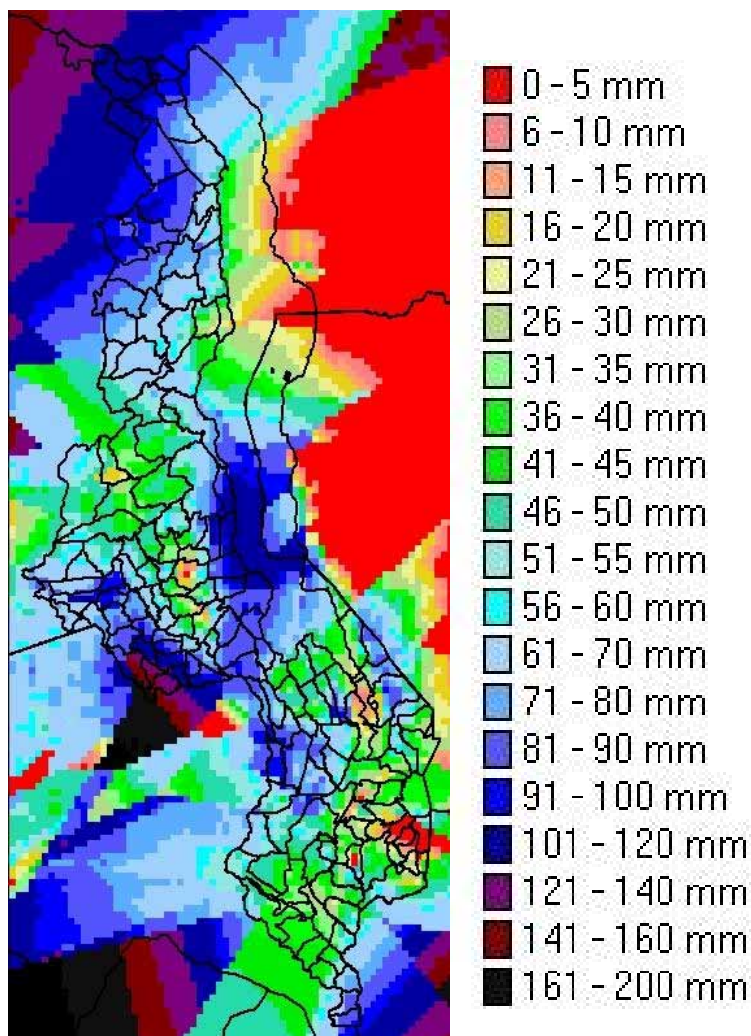 0 - 5 mm
6 - 10 mm
11 - 15 mm
16 - 20 mm
21 - 25 mm
26 - 30 mm
31 - 35 mm
36 - 40 mm
41 - 45 mm
46 - 50 mm
51 - 55 mm
56 - 60 mm
61 - 70 mm
71 - 80 mm
81 - 90 mm
91 - 100 mm
101 - 120 mm
121 - 140 mm
141 - 160 mm
161 - 200 mm